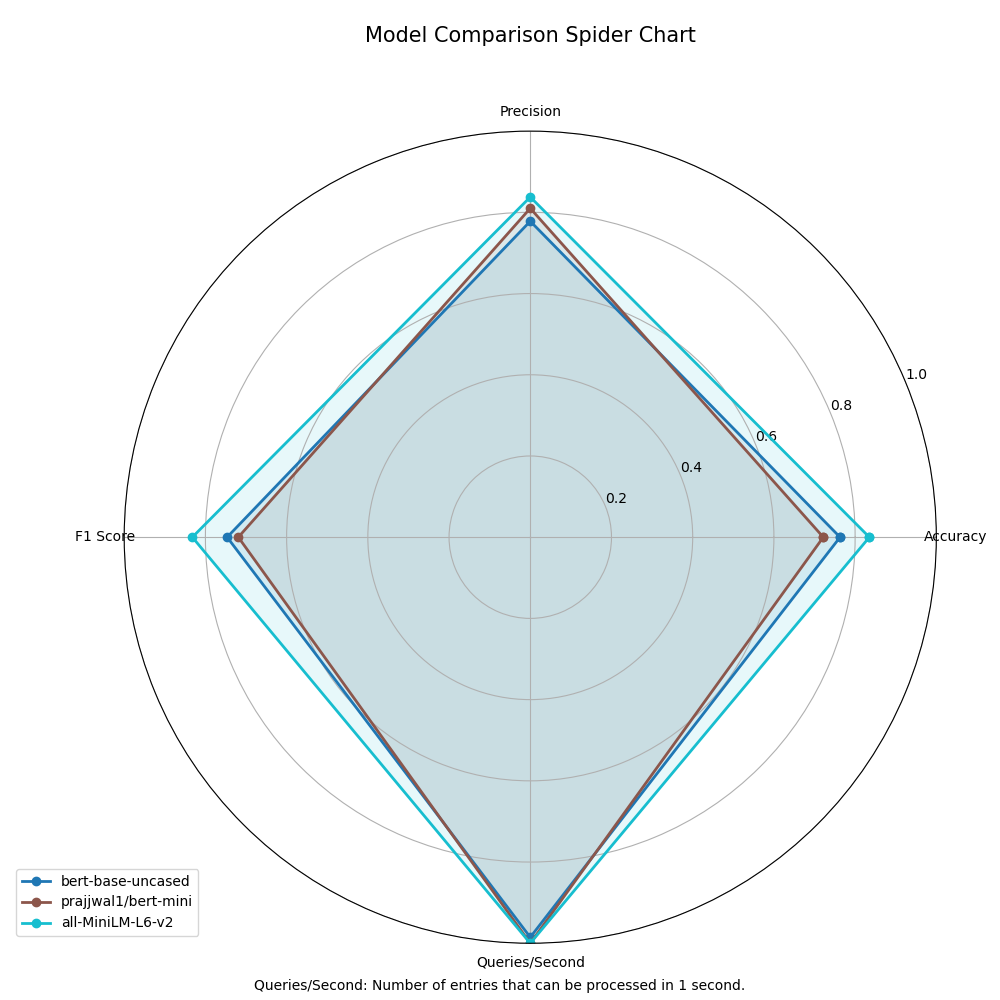 Model Comparison Spider Chart
Precision
1.0
0.8
0.6
0.4
0.2
F1 Score
Accuracy
bert-base-uncased
prajjwal1/bert-mini
all-MiniLM-L6-v2
Queries/Second
Queries/Second: Number of entries that can be processed in 1 second.